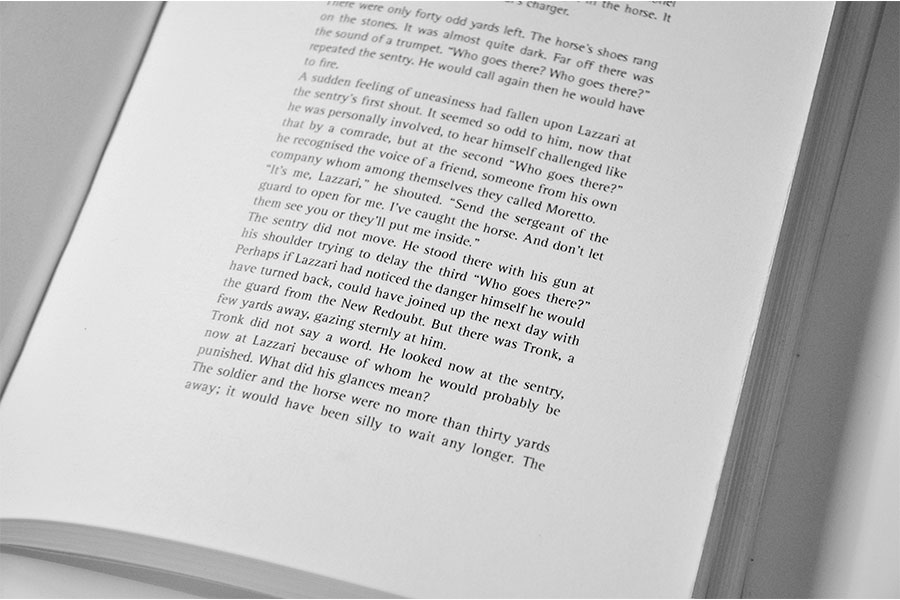 in the horse. It
's charger.
There were only forty odd yards left. The horse's shoes rang
on the stones. It was almost quite dark. Far off there was
the sound of a trumpet. "Who goes there? Who goes there?"
repeated the sentry. He would call again then he would have
to fire.
A sudden feeling of uneasiness had fallen upon Lazzari at
the sentry's first shout. It seemed so odd to him, now that
he was personally involved, to hear himself challenged like
that by a comrade, but at the second "Who goes there?"
he recognised the voice of a friend, someone from his own
company whom among themselves they called Moretto.
"It's me, Lazzari," he shouted. "Send the sergeant of the
guard to open for me. I've caught the horse. And don't let
them see you or they'll put me inside."
The sentry did not move. He stood there with his gun at
his shoulder trying to delay the third "Who goes there?"
Perhaps if Lazzari had noticed the danger himself he would
have turned back, could have joined up the next day with
the guard from the New Redoubt. But there was Tronk, a
few yards away, gazing sternly at him.
Tronk did not say a word. He looked now at the sentry,
now at Lazzari because of whom he would probably be
punished. What did his glances mean?
The soldier and the horse were no more than thirty yards
away; it would have been silly to wait any longer. The